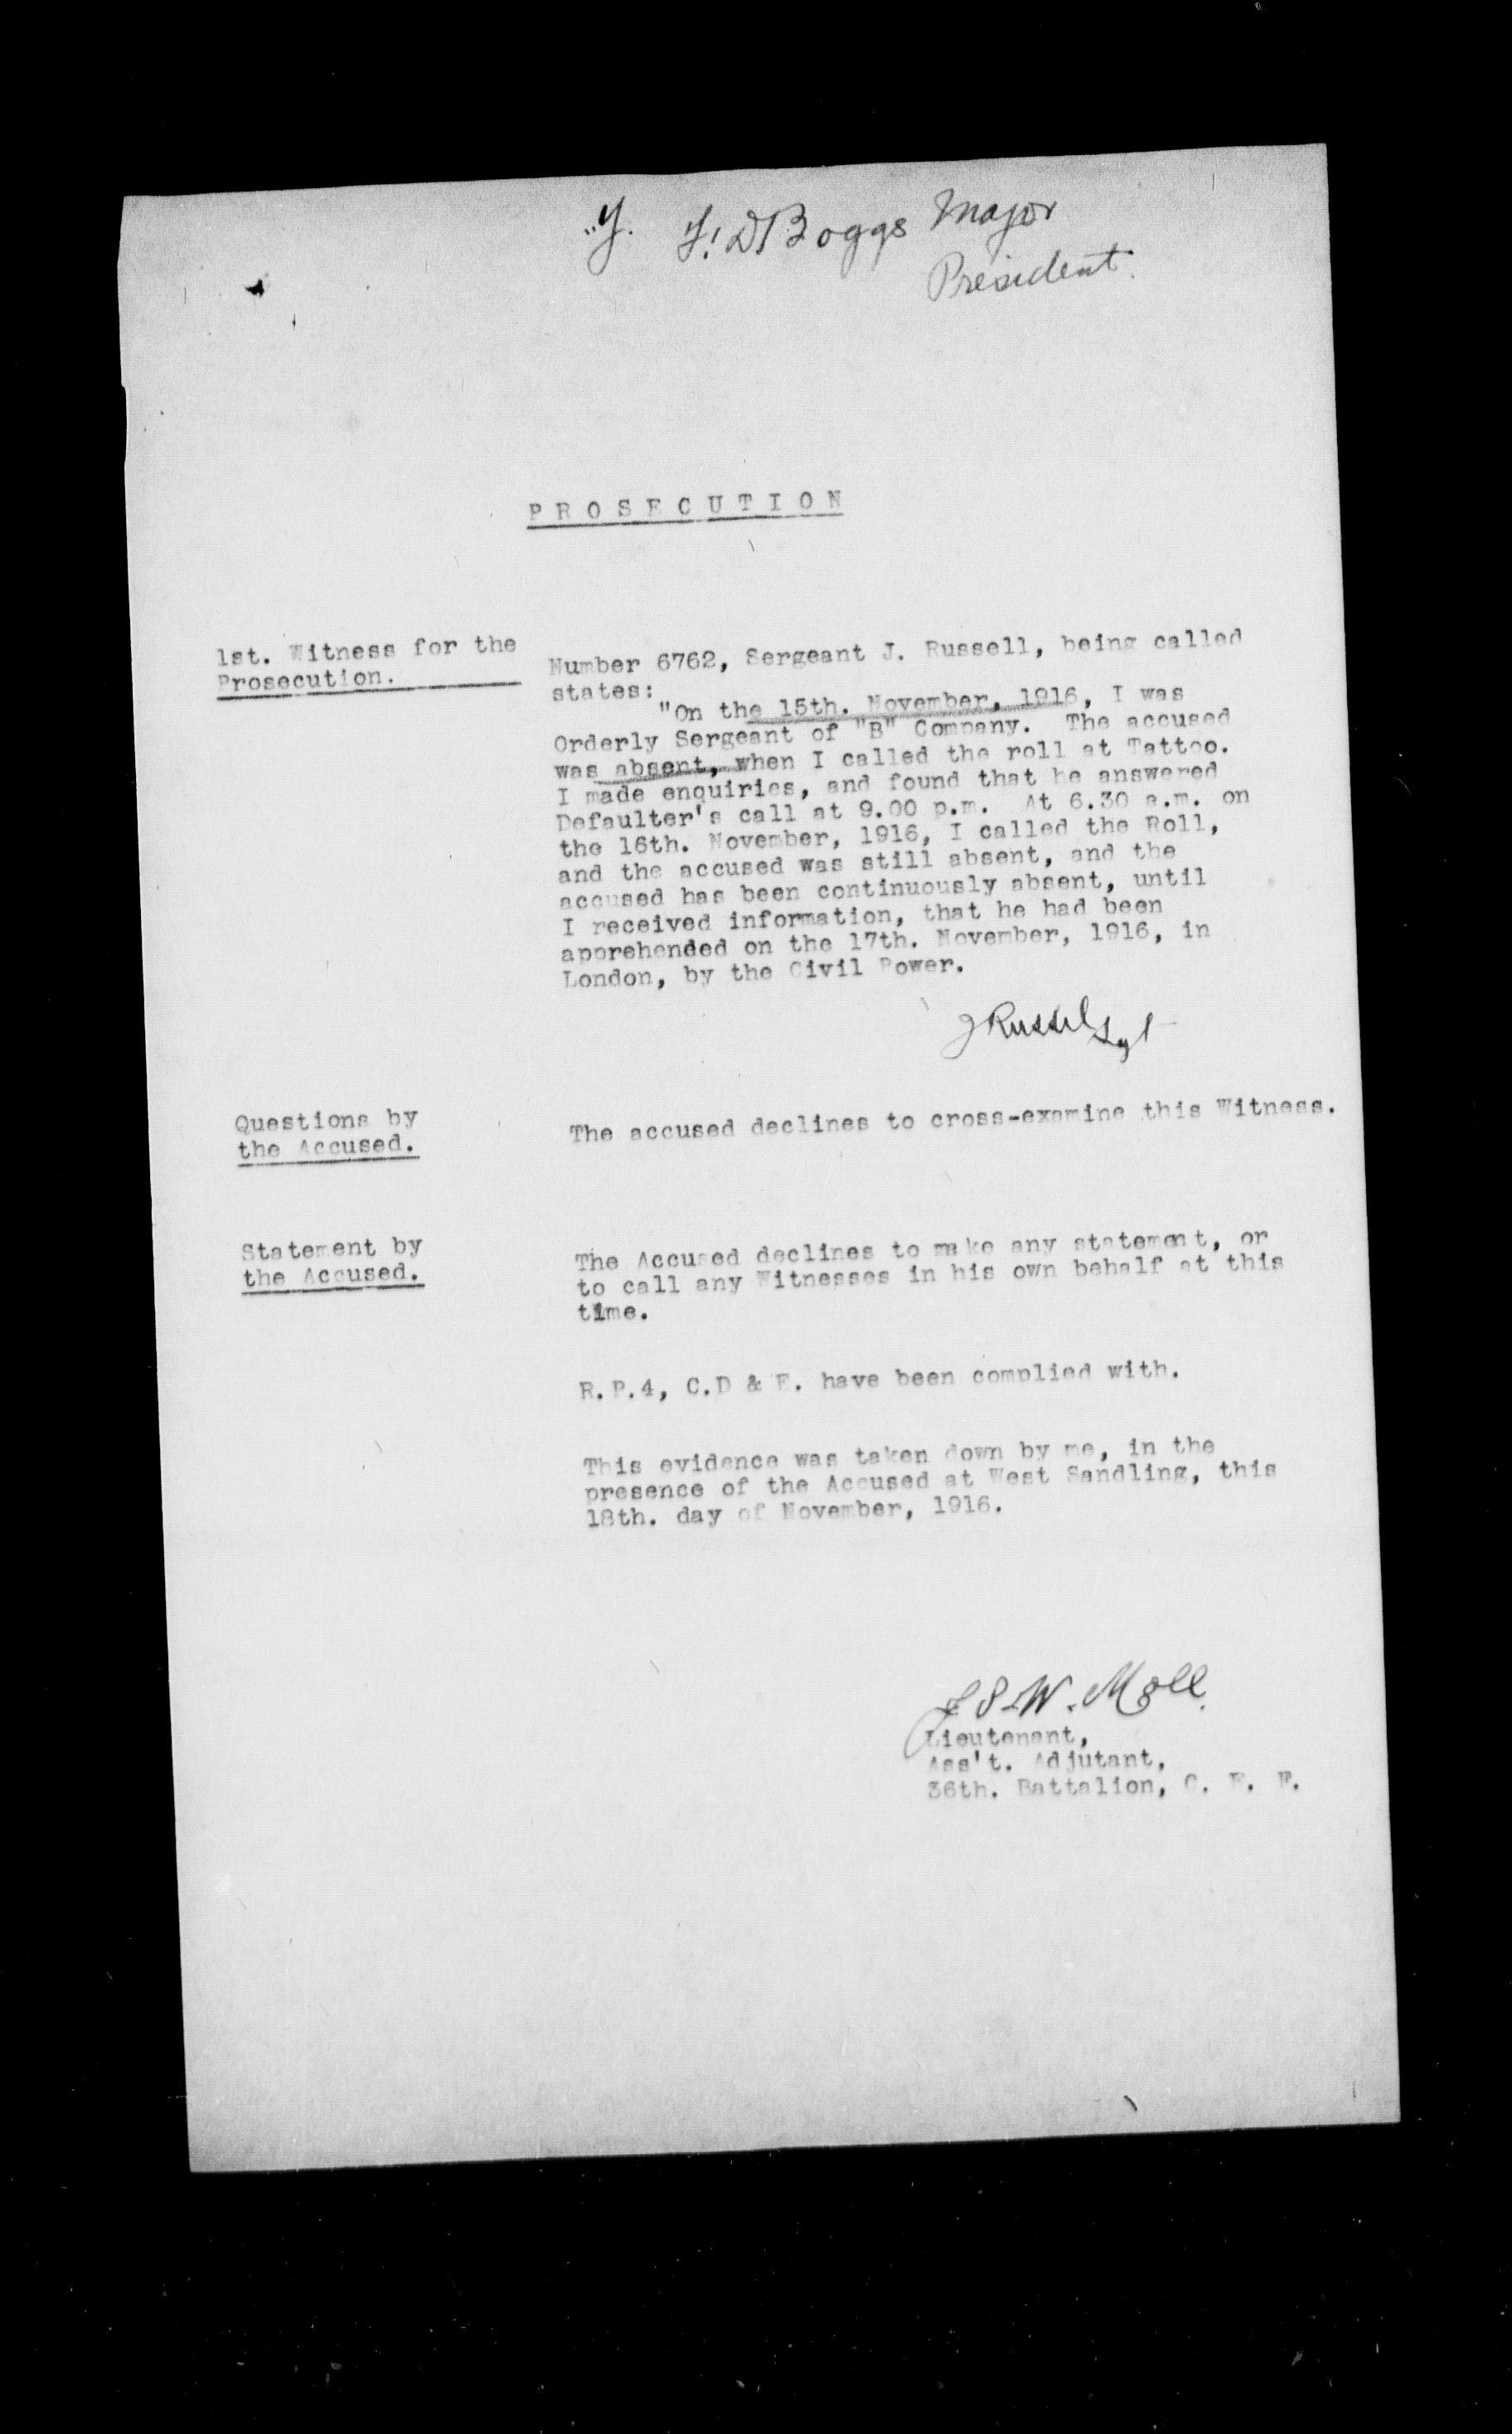 "Y. F.D Boggs Major
President.
PROSECUTION
1st. Witness for the
Prosecution.
Number 6762, Sergeant J. Russell, being called
states:
"On the 15th. November, 1916, I was
Orderly Sergeant of "B" Company. The accused
was absent, when I called the roll at Tattoo.
I made enquiries, and found that he answered
Defaulter's call at 9.00 p.m. At 6.30 a.m. on
the 16th. November, 1916, I called the Roll,
and the accused was still absent, and the
accused has been continuously absent, until
I received information, that he had been
apprehended on the 17th. November, 1916, in
London, by the Civil Power.
J Russel Sgt
Questions by
the Accused.
The accused declines to cross-examine this Witness.
Statement by
the Accused.
The Accused declines to make any statement, or
to call any Witnesses in his own behalf at this
time.
R.P.4, C.D & E. have been complied with.
This evidence was taken down by me, in the
presence of the Accused at West Sandling, this
18th. day of November, 1916.
Lieutenant,
Ass't. Adjutant,
36th. Battalion, C. E. F.